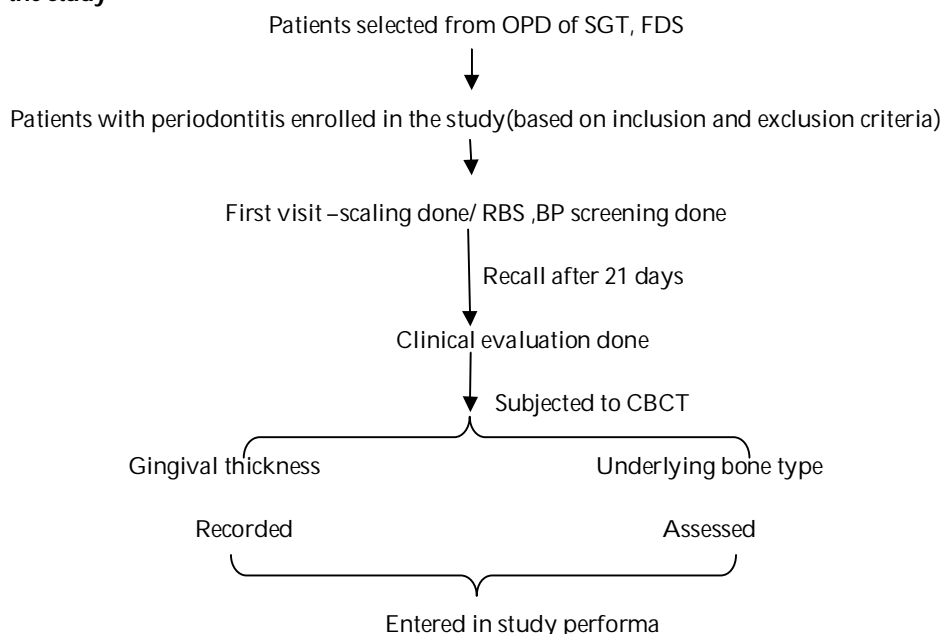 the study
Patients selected from OPD of SGT, FDS
Patients with periodontitis enrolled in the study(based on inclusion and exclusion criteria)
First visit –scaling done/ RBS ,BP screening done
Recall after 21 days
Clinical evaluation done
Subjected to CBCT
Gingival thickness Underlying bone type
Recorded Assessed
Entered in study performa